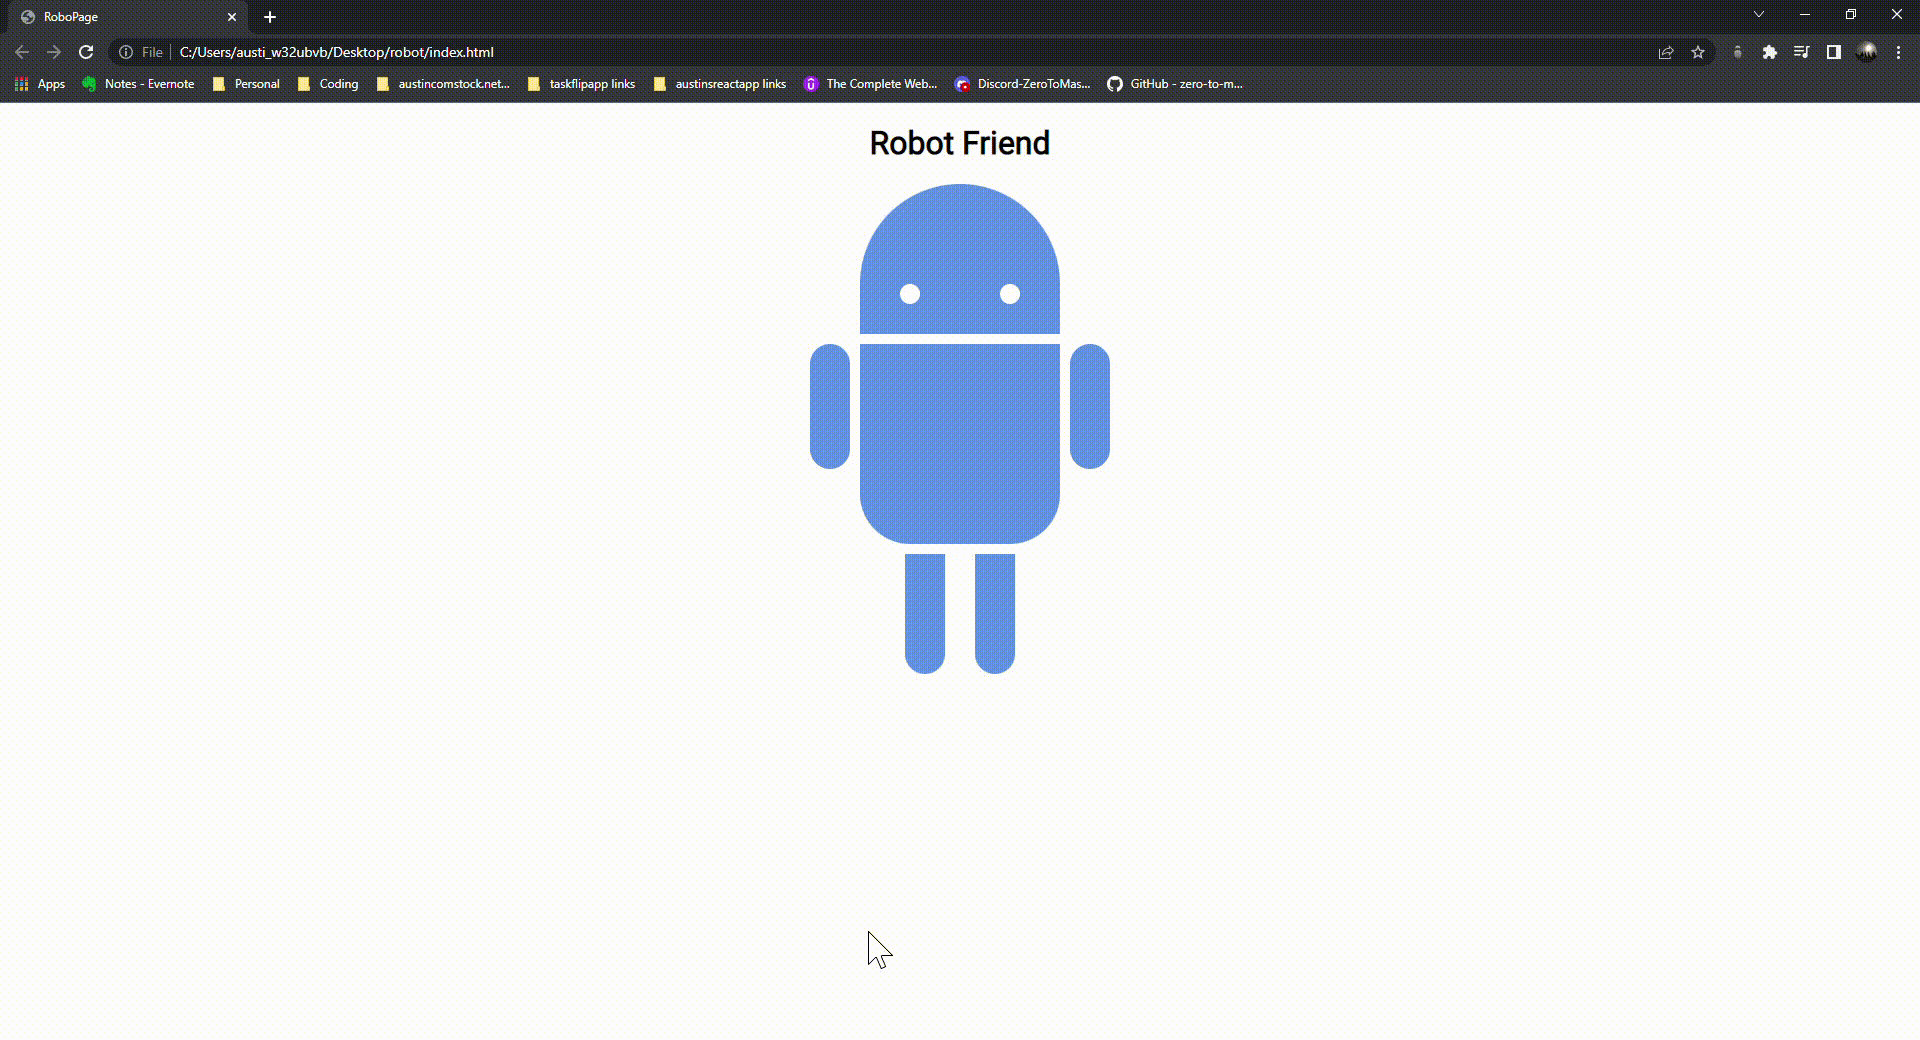 RoboPage
File C:/Users/austi_w32ubvb/Desktop/robot/index.html
Apps Notes - Evernote Personal Coding austincomstock.net... taskflipapp links austinsreactapp links The Complete Web... Discord-ZeroToMas... GitHub - zero-to-m...
Robot Friend